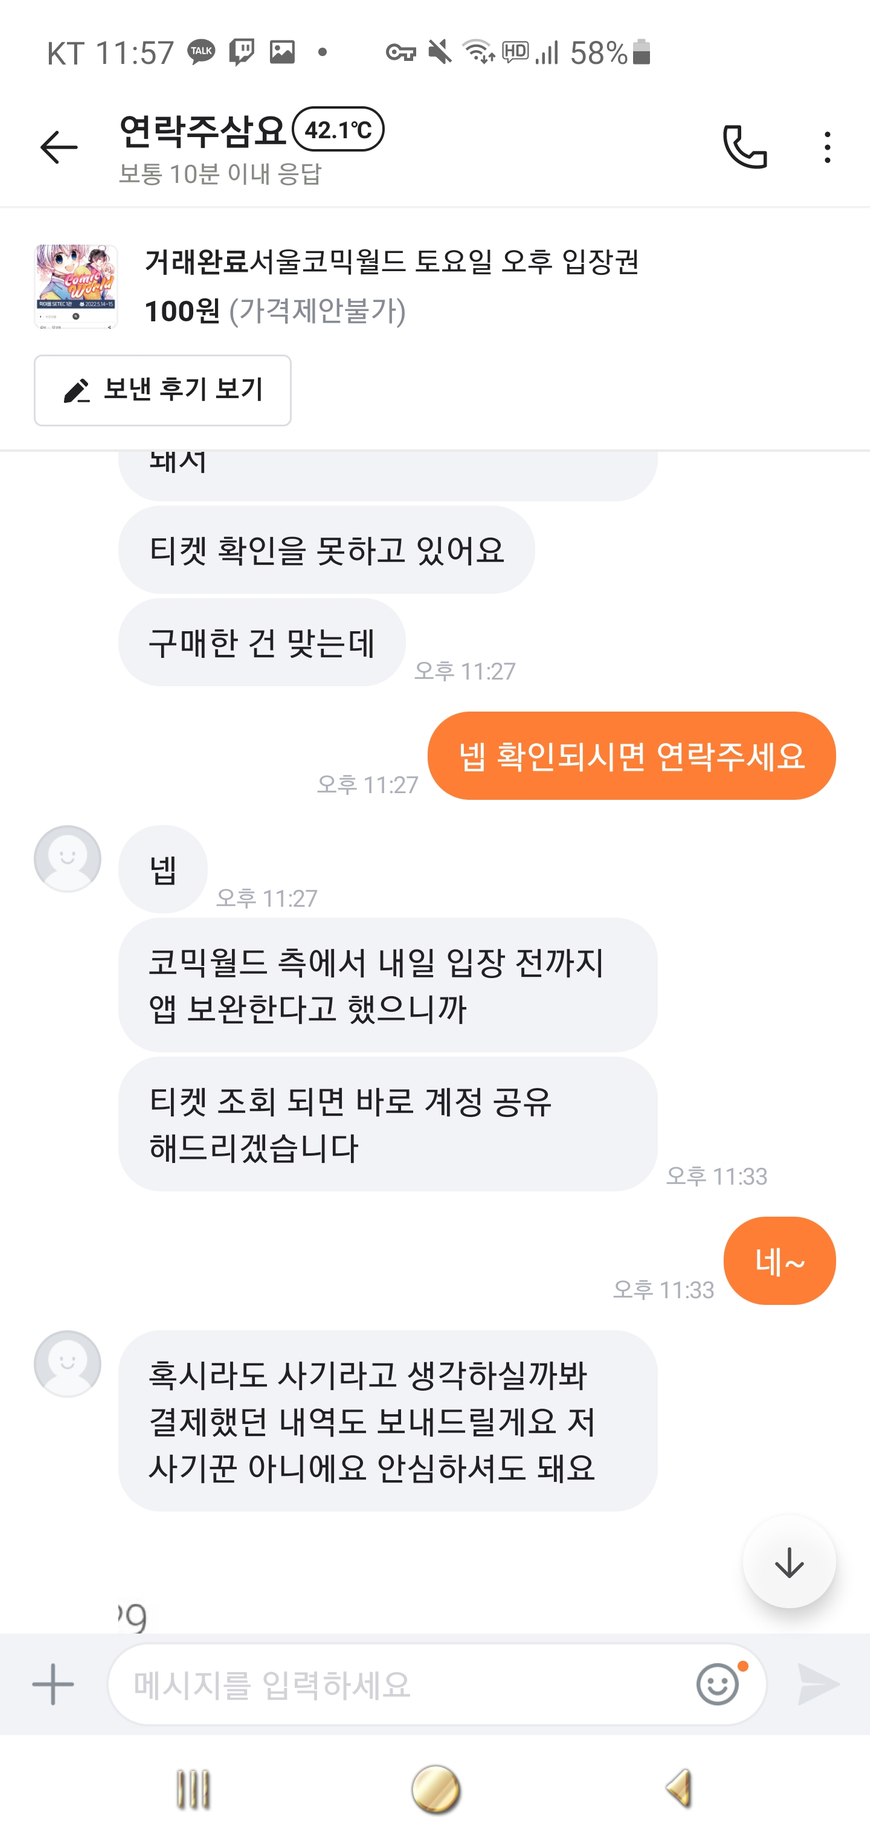 KT 11:57 TALK HD 58%
연락주삼요 42.1℃
보통 10분 이내 응답
거래완료서울코믹월드 토요일 오후 입장권
100원 (가격제안불가)
Comic World
보낸 후기 보기
돼서
티켓 확인을 못하고 있어요
구매한 건 맞는데
오후 11:27
넵 확인되시면 연락주세요
오후 11:27
넵
오후 11:27
코믹월드 측에서 내일 입장 전까지
앱 보완한다고 했으니까
티켓 조회 되면 바로 계정 공유
해드리겠습니다
오후 11:33
네~
오후 11:33
혹시라도 사기라고 생각하실까봐
결제했던 내역도 보내드릴게요 저
사기꾼 아니에요 안심하셔도 돼요
9
메시지를 입력하세요